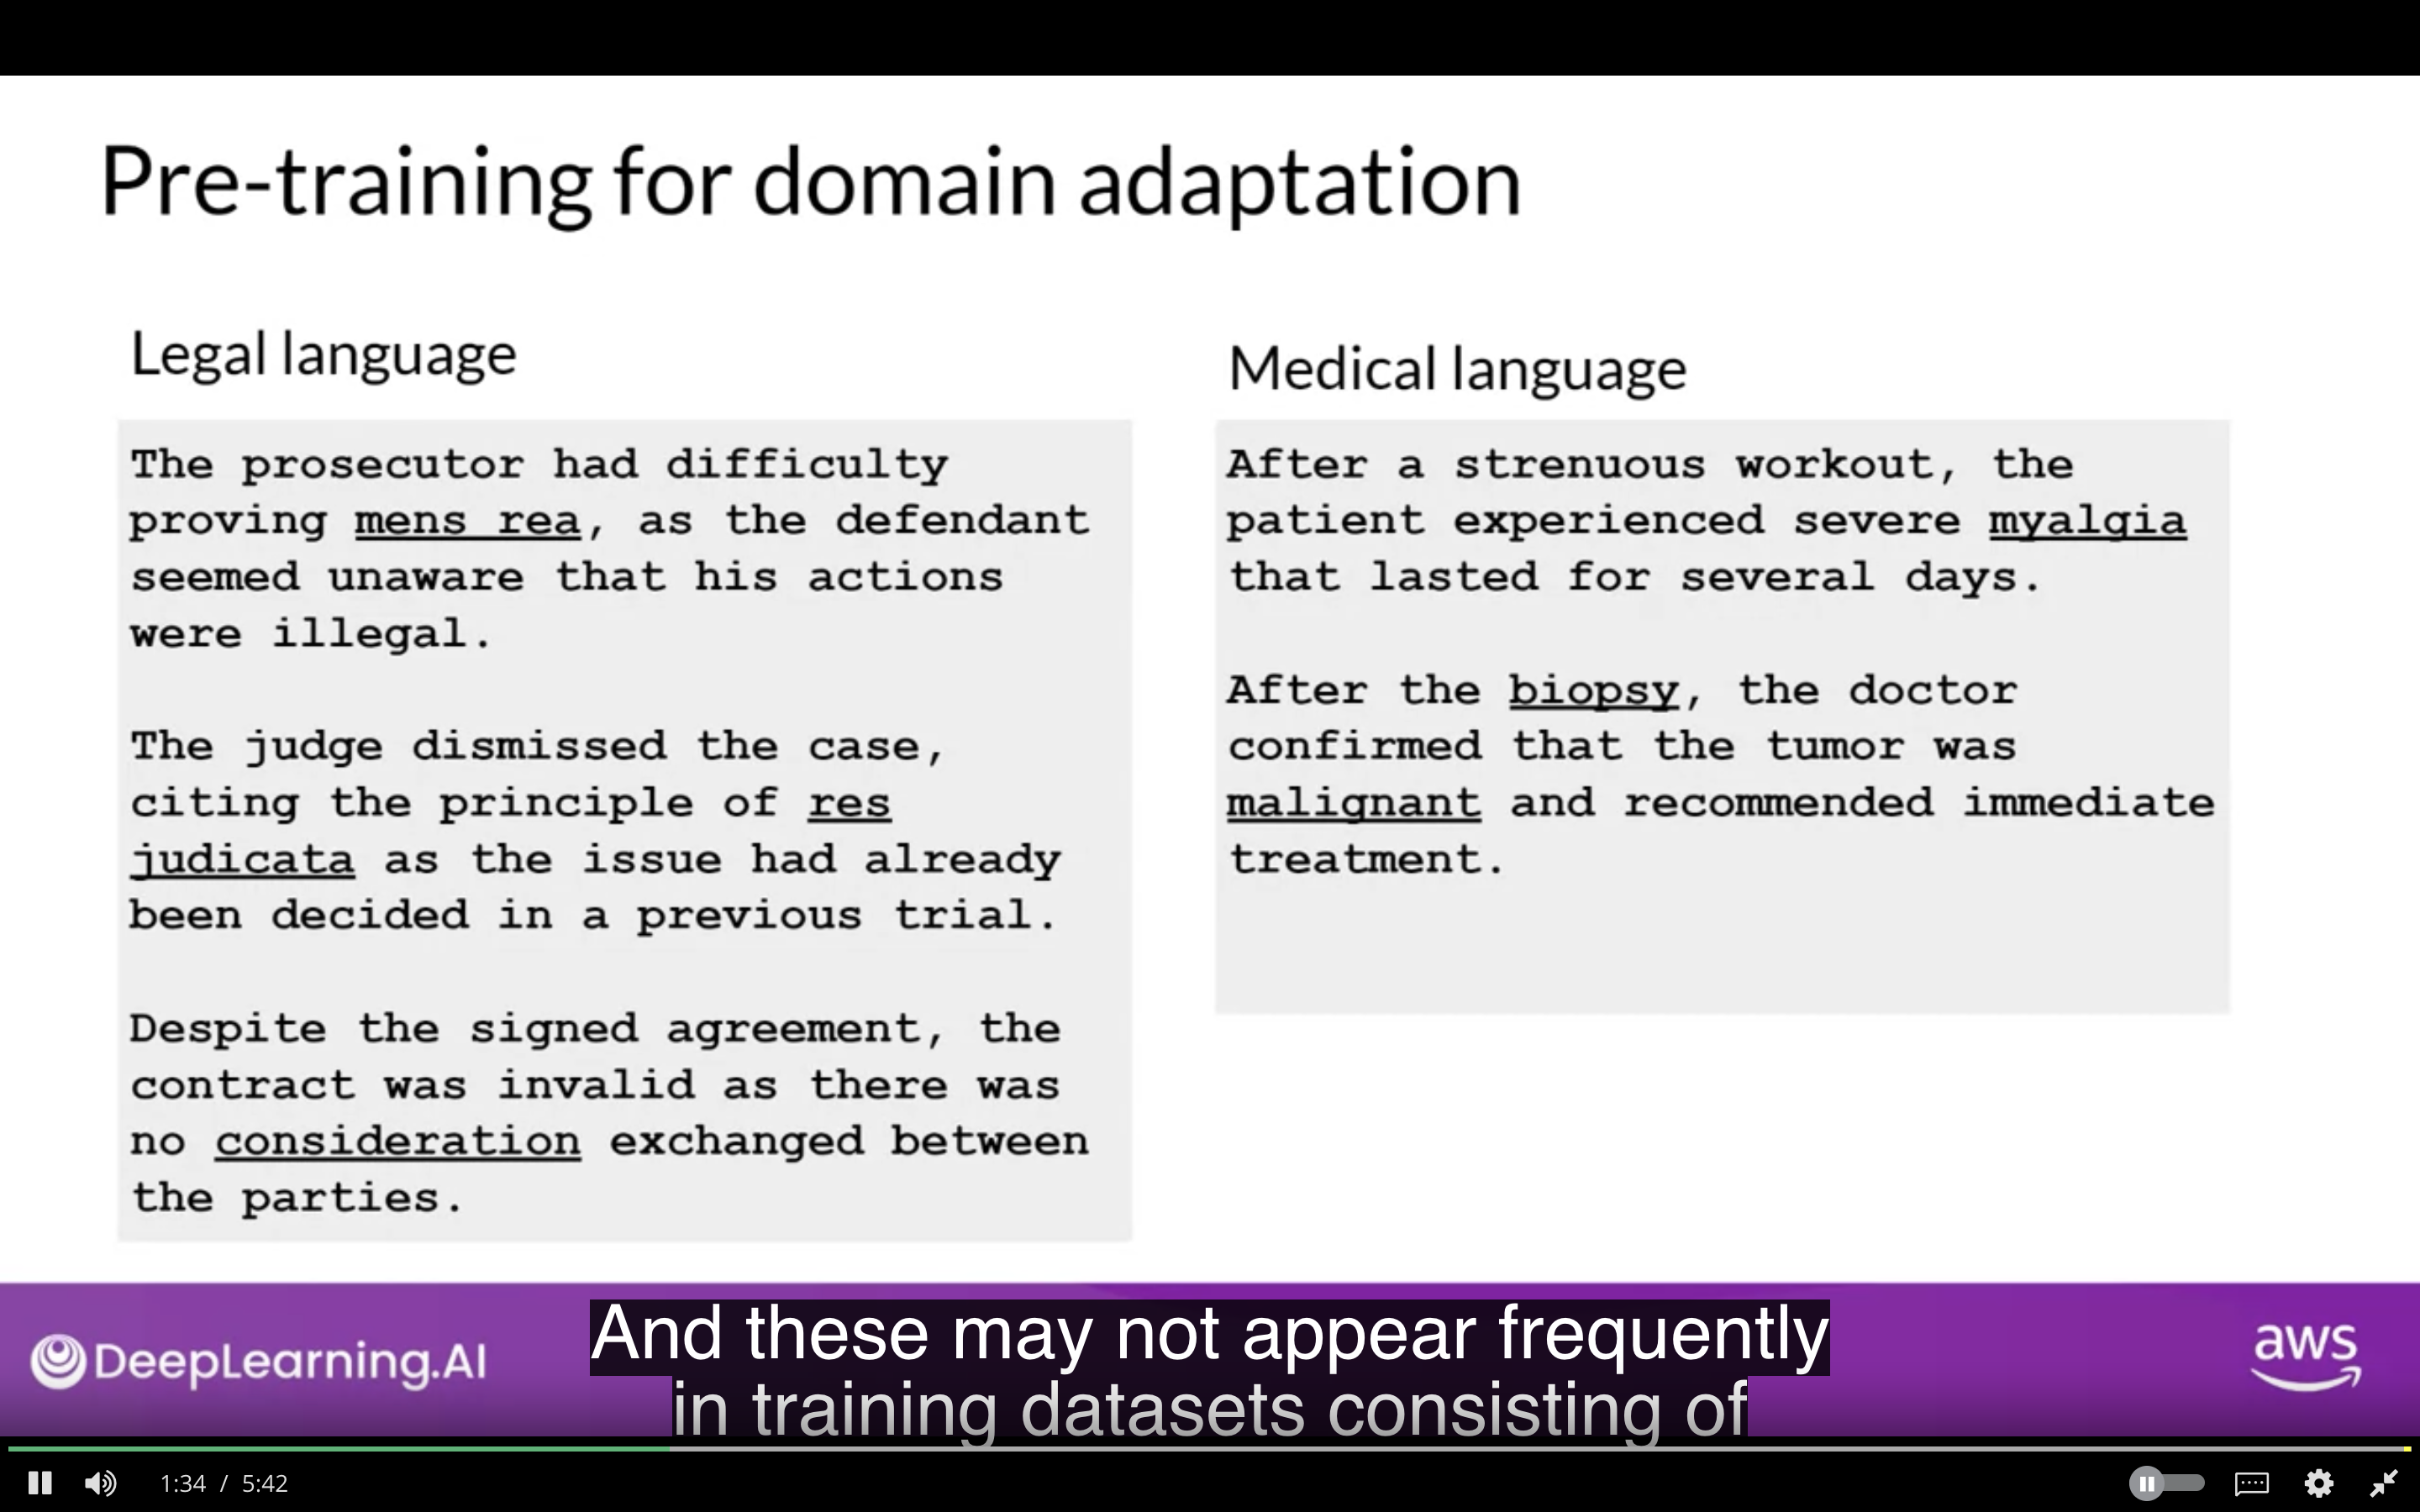 Pre-training for domain adaptation
Legal language
The prosecutor had difficulty
proving mens rea, as the defendant
seemed unaware that his actions
were illegal.
The judge dismissed the case,
citing the principle of res
judicata as the issue had already
been decided in a previous trial.
Despite the signed agreement, the
contract was invalid as there was
no consideration exchanged between
the parties.
Medical language
After a strenuous workout, the
patient experienced severe myalgia
that lasted for several days.
After the biopsy, the doctor
confirmed that the tumor was
malignant and recommended immediate
treatment.
DeepLearning.AI
And these may not appear frequently
in training datasets consisting of
aws
1:34 / 5:42